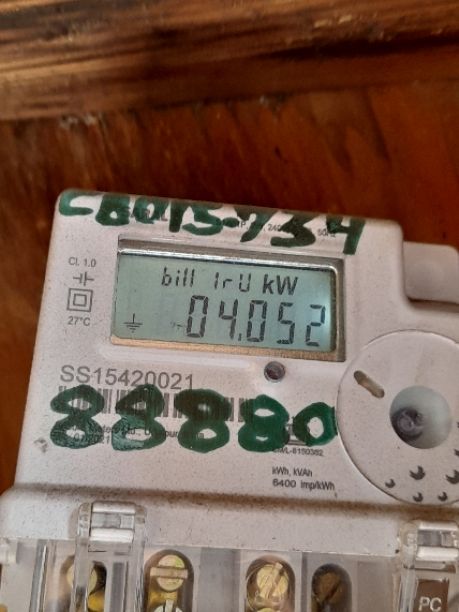 CB015-734
Cl. 1.0
bill 1rU kW
04.052
27°C
SS15420021
88880
kWh, kVAh
6400 imp/kWh
PC